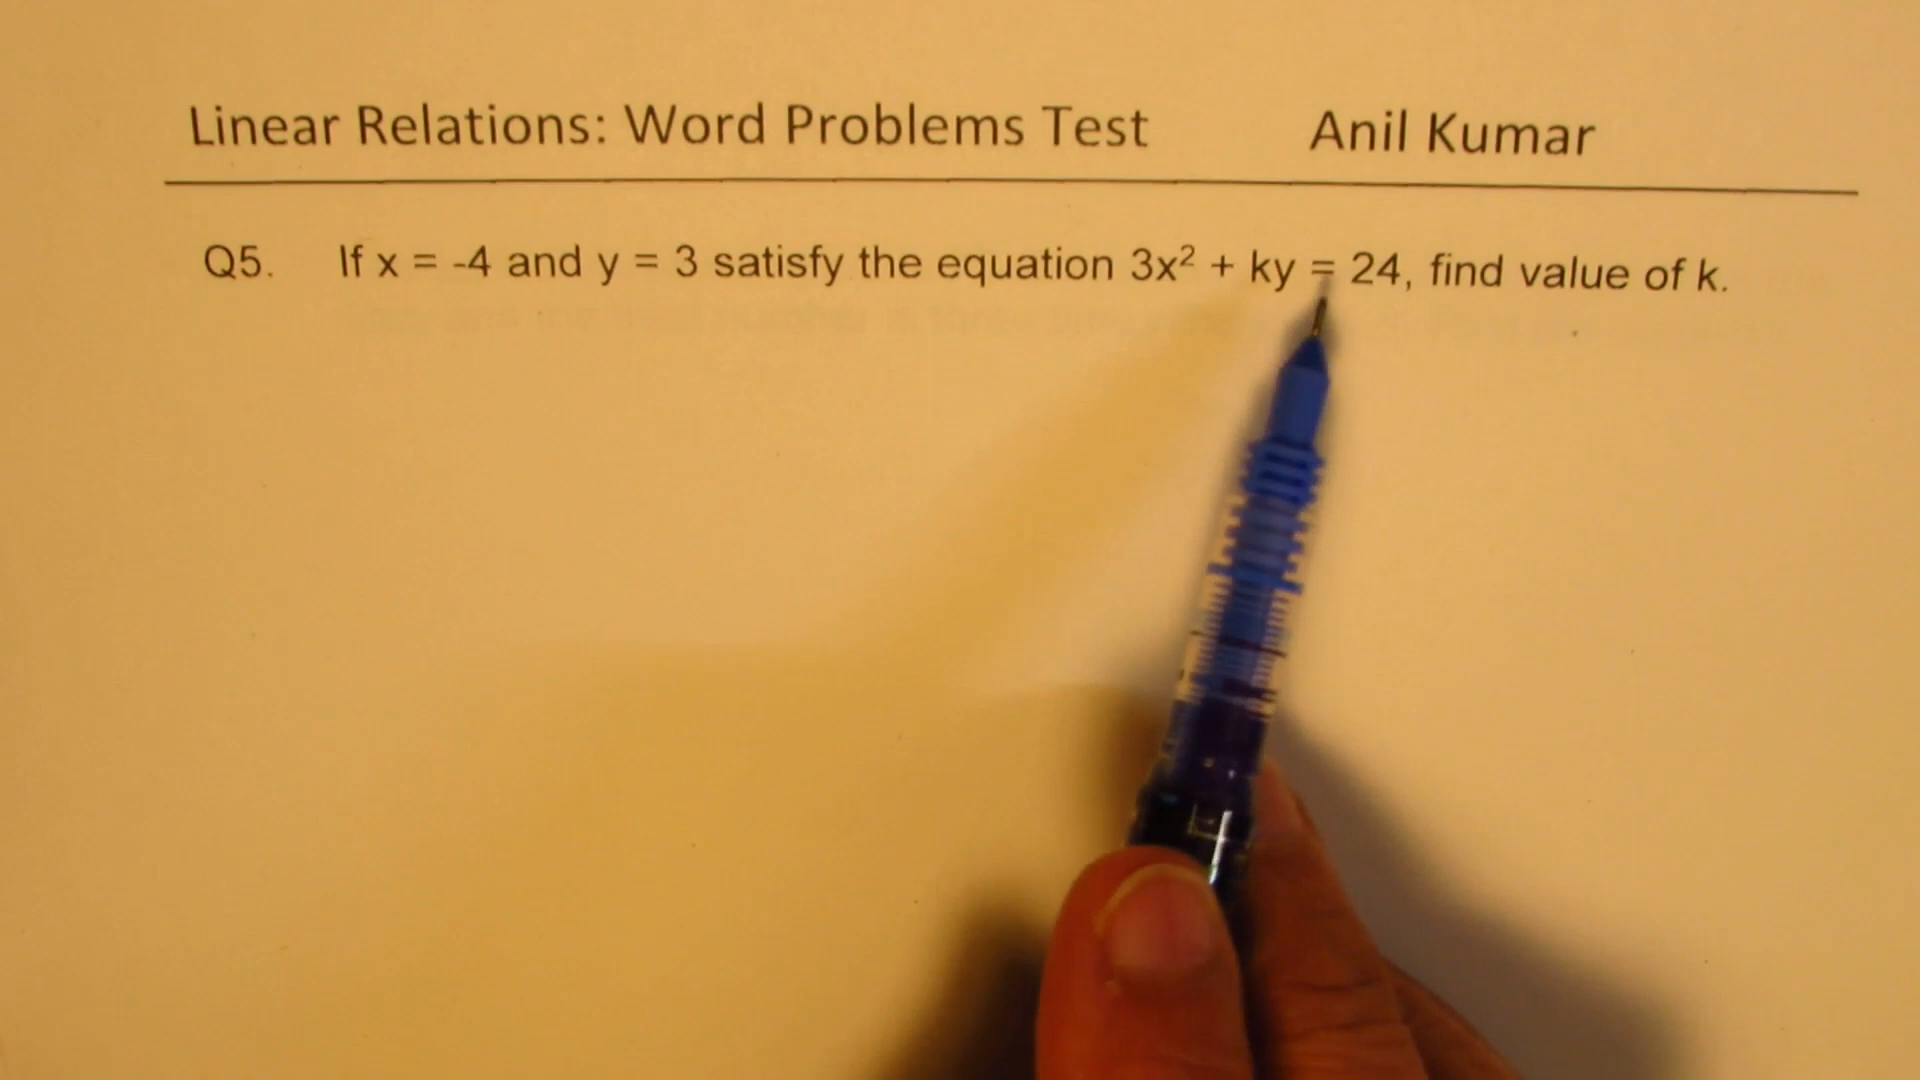 Linear Relations: Word Problems Test Anil Kumar
Q5. If x = -4 and y = 3 satisfy the equation 3x² + ky = 24, find value of k.